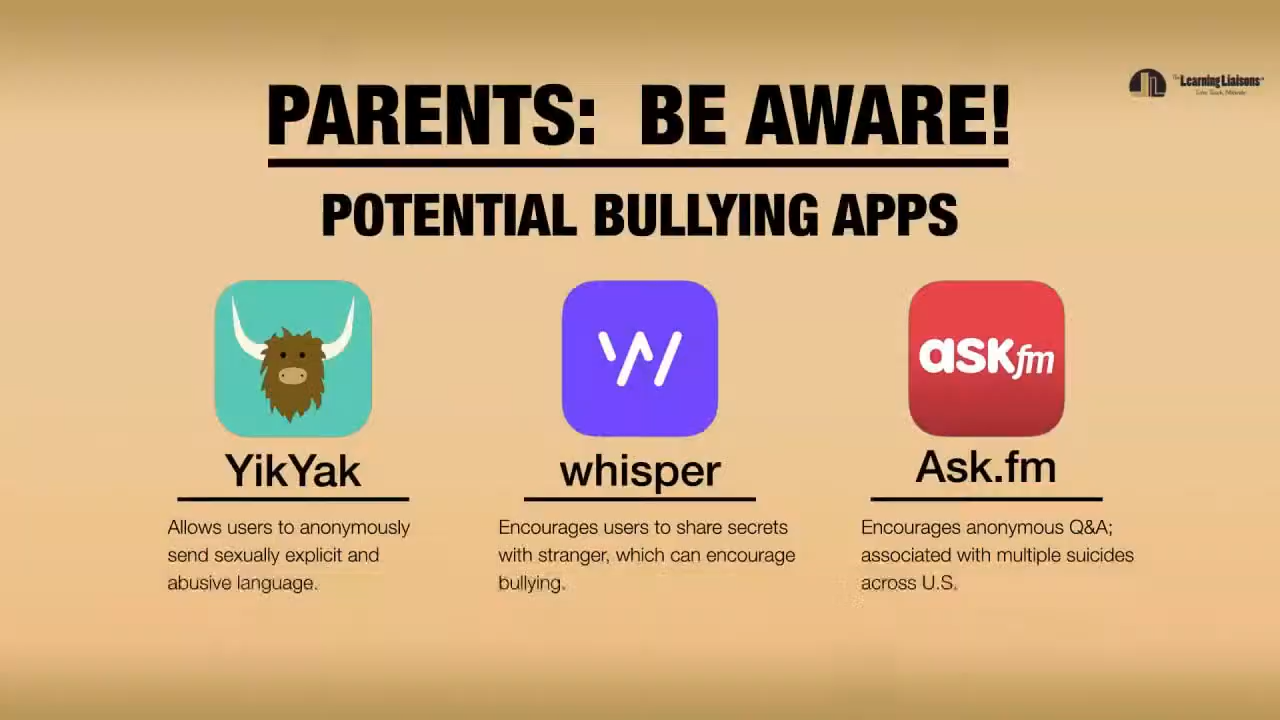 PARENTS: BE AWARE!
The Learning Liaisons
POTENTIAL BULLYING APPS
askfm
YikYak
whisper
Ask.fm
Allows users to anonymously
send sexually explicit and
abusive language.
Encourages users to share secrets
with stranger, which can encourage
bullying.
Encourages anonymous Q&A;
associated with multiple suicides
across U.S.